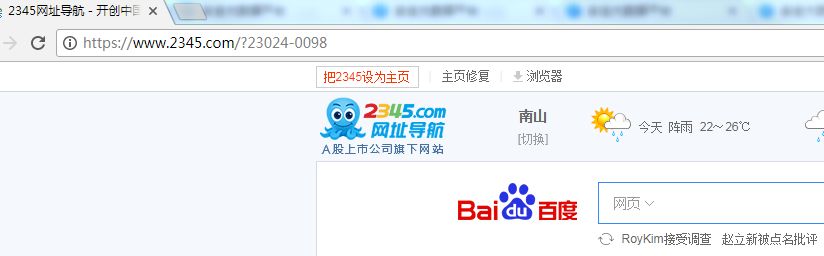 2345网址导航 - 开创中国
https://www.2345.com/?23024-0098
把2345设为主页 主页修复 浏览器
2345.com
网址导航
A股上市公司旗下网站
南山
[切换]
今天 阵雨 22～26℃
Bai du 百度
网页
RoyKim接受调查 赵立新被点名批评